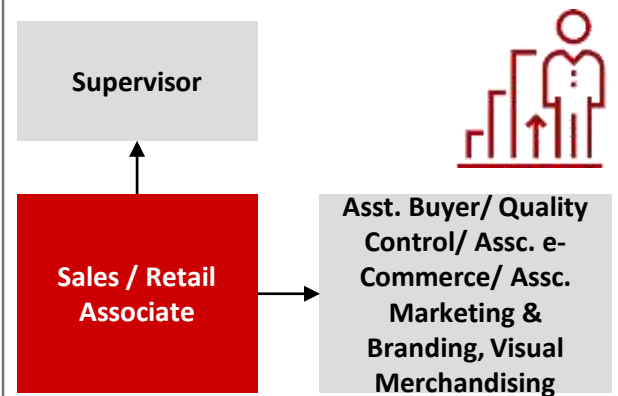 Supervisor
Sales / Retail
Associate
Asst. Buyer/ Quality
Control/ Assc. e-
Commerce/ Assc.
Marketing &
Branding, Visual
Merchandising